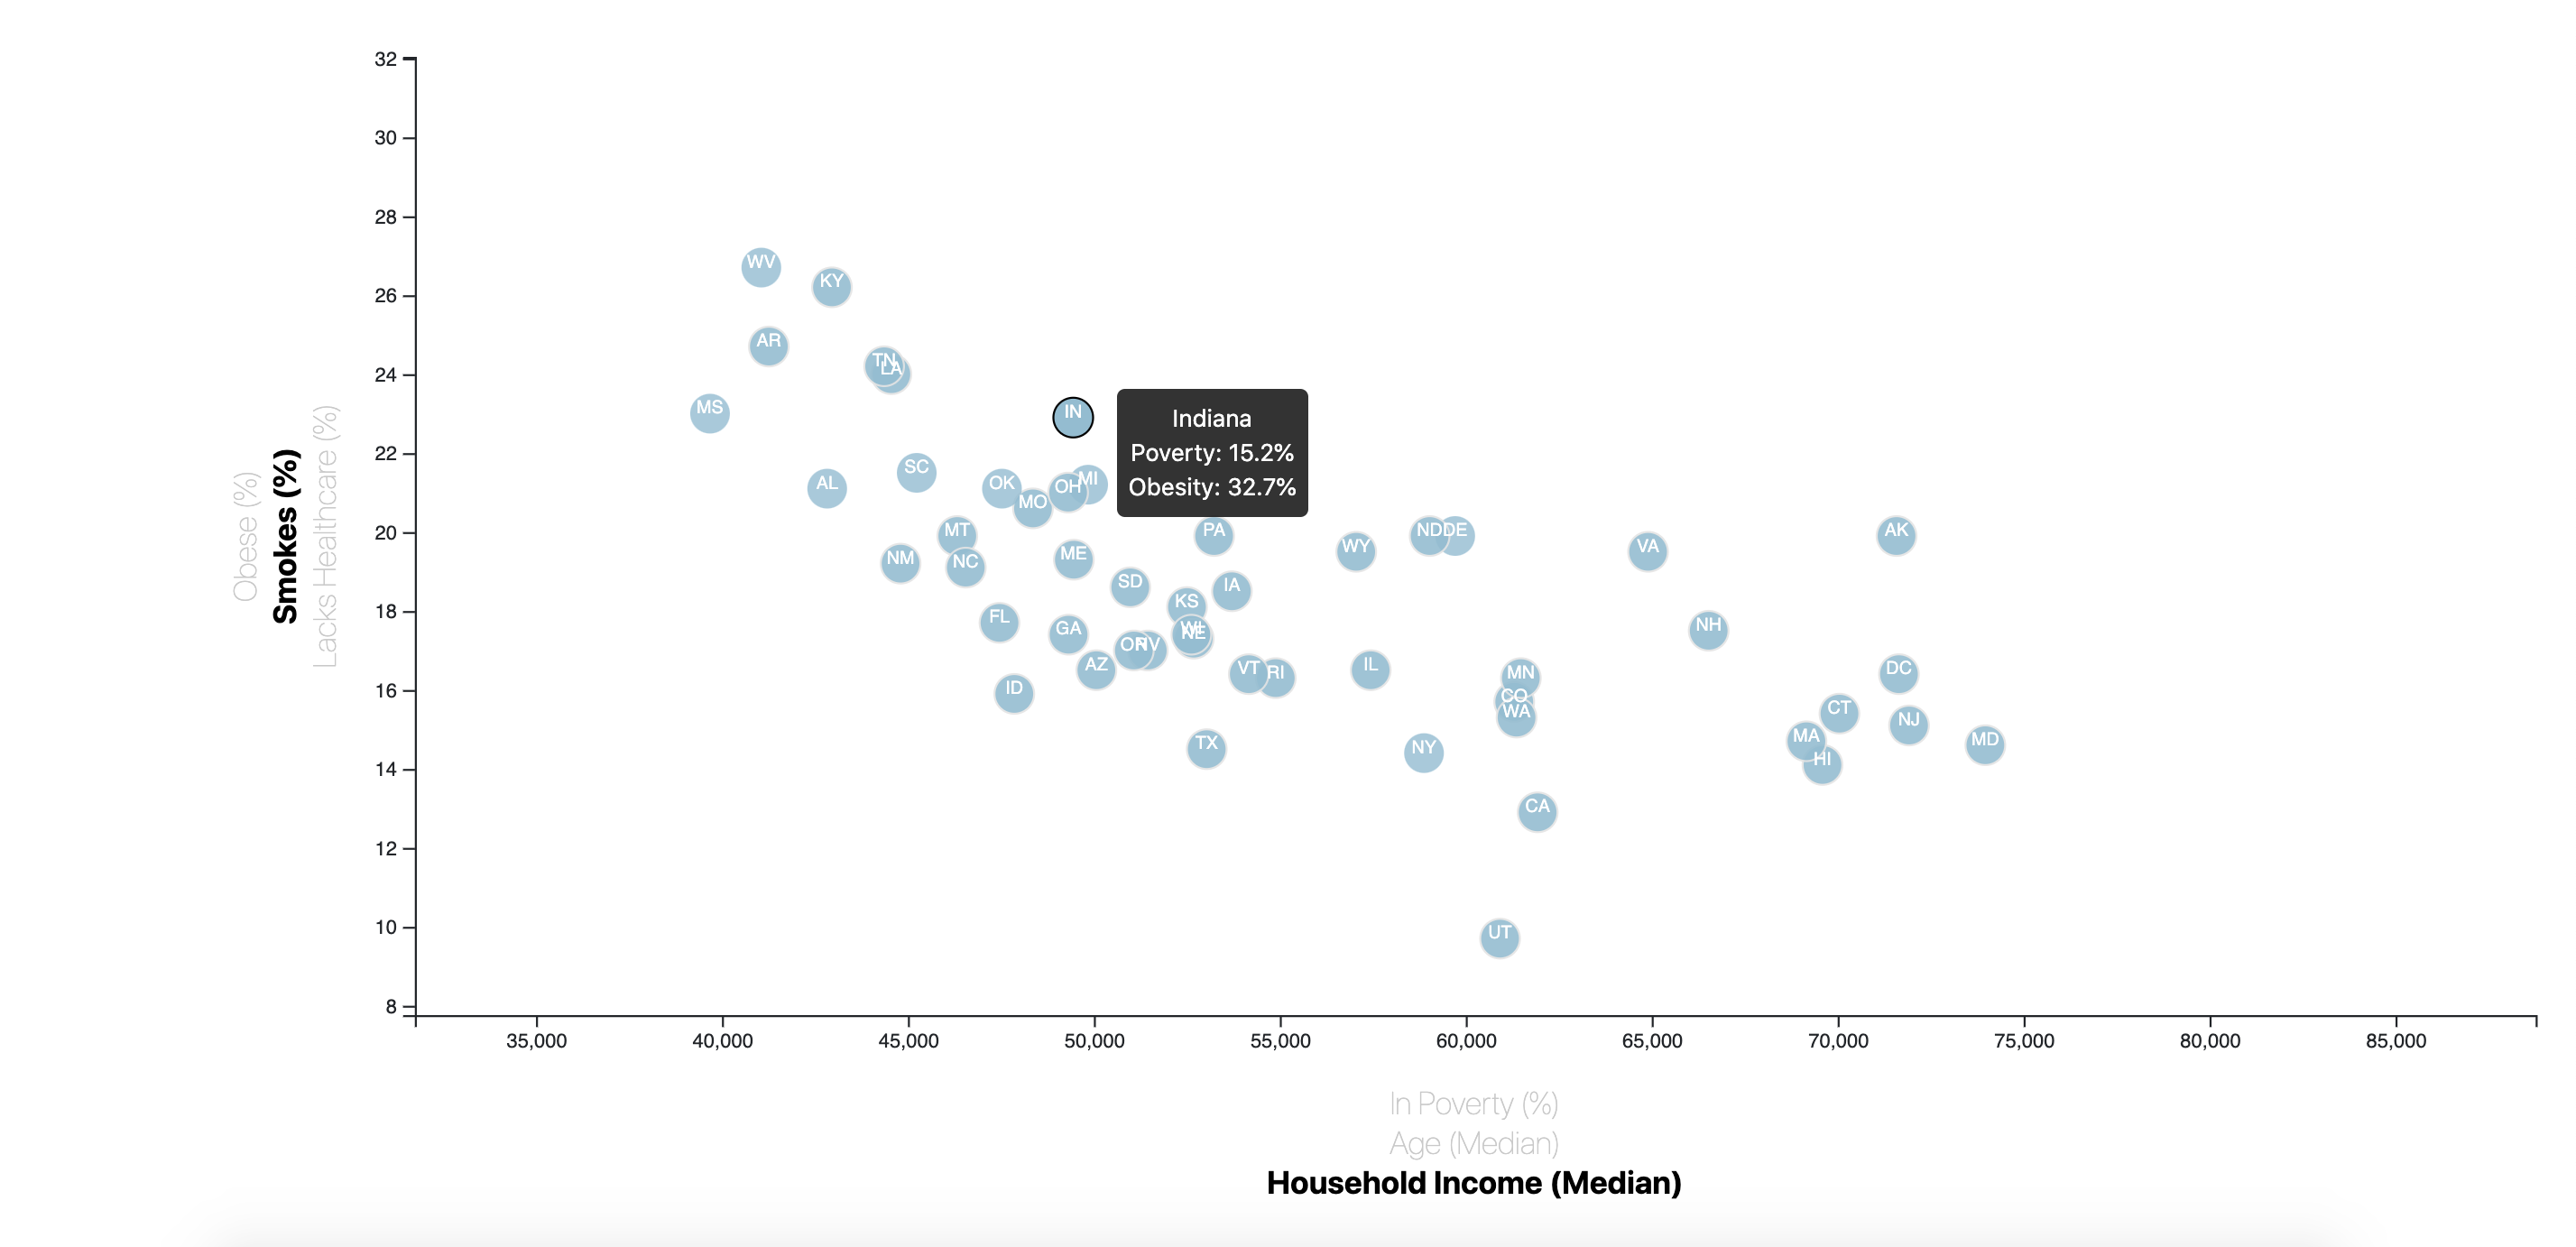 32
30
28
26
24
22
20
18
16
14
12
10
8
Obese (%)
Smokes (%)
Lacks Healthcare (%)
WV
KY
AR
TN
LA
MS
IN
Indiana
Poverty: 15.2%
Obesity: 32.7%
SC
AL
OK
MI
OH
MO
MT
PA
ND
DE
AK
WY
VA
NM
NC
ME
SD
IA
KS
FL
GA
WI
NE
NH
OR
NV
AZ
VT
RI
IL
MN
DC
ID
CO
WA
CT
NJ
MA
MD
TX
NY
HI
CA
UT
35,000
40,000
45,000
50,000
55,000
60,000
65,000
70,000
75,000
80,000
85,000
In Poverty (%)
Age (Median)
Household Income (Median)